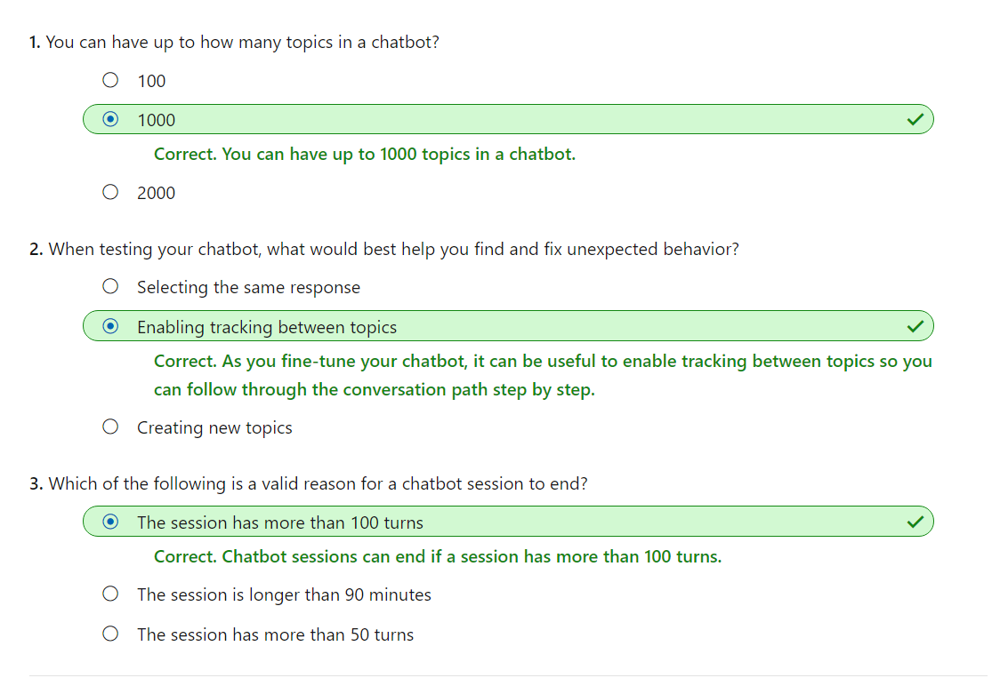 1. You can have up to how many topics in a chatbot?
100
1000
Correct. You can have up to 1000 topics in a chatbot.
2000
2. When testing your chatbot, what would best help you find and fix unexpected behavior?
Selecting the same response
Enabling tracking between topics
Correct. As you fine-tune your chatbot, it can be useful to enable tracking between topics so you
can follow through the conversation path step by step.
Creating new topics
3. Which of the following is a valid reason for a chatbot session to end?
The session has more than 100 turns
Correct. Chatbot sessions can end if a session has more than 100 turns.
The session is longer than 90 minutes
The session has more than 50 turns